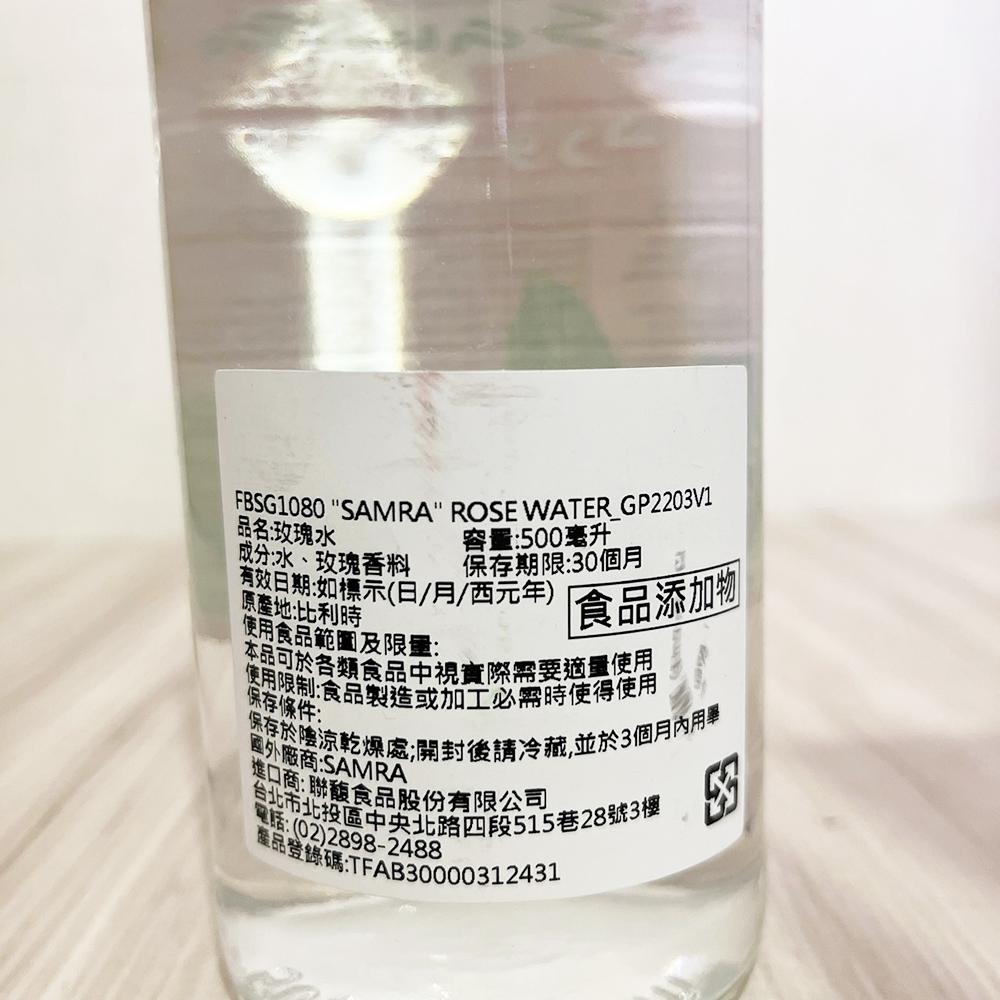 FBSG1080 "SAMRA" ROSE WATER_GP2203V1
品名:玫瑰水 容量:500毫升
成分:水、玫瑰香料 保存期限:30個月
有效日期:如標示(日/月/西元年)
食品添加物
原產地:比利時
使用食品範圍及限量:
本品可於各類食品中視實際需要適量使用
使用限制:食品製造或加工必需時使得使用
保存條件:
保存於陰涼乾燥處;開封後請冷藏,並於3個月內用畢
國外廠商:SAMRA
進口商: 聯馥食品股份有限公司
台北市北投區中央北路四段515巷28號3樓
電話: (02)2898-2488
產品登錄碼:TFAB30000312431